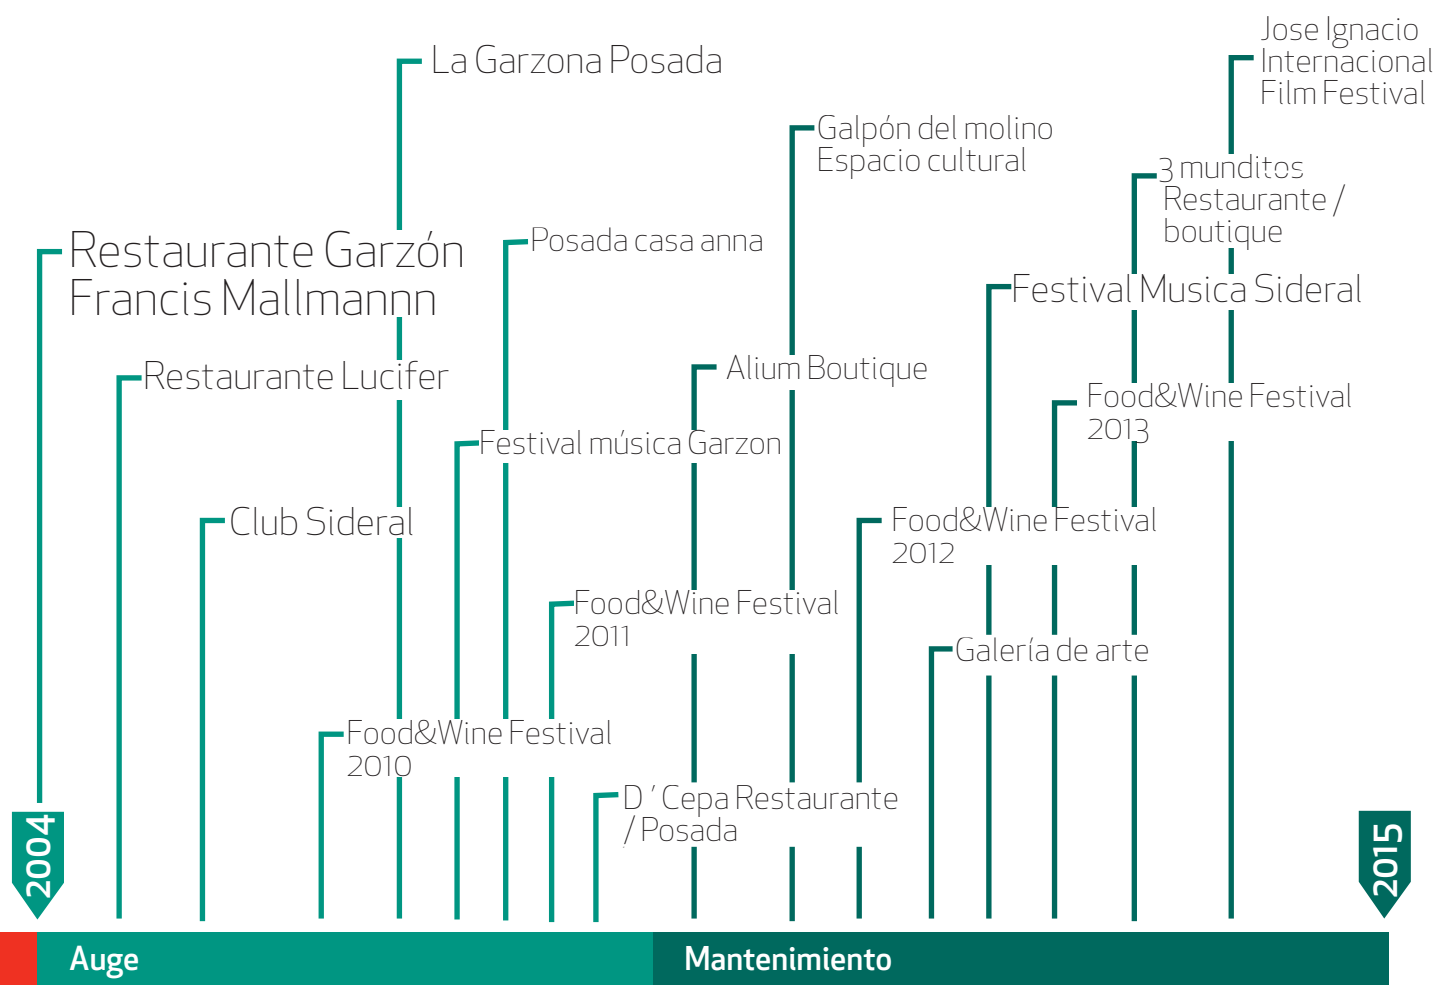 Jose Ignacio
Internacional
Film Festival
La Garzona Posada
Galpón del molino
Espacio cultural
3 munditos
Restaurante /
boutique
Restaurante Garzón
Francis Mallmannn
Posada casa anna
Festival Musica Sideral
Restaurante Lucifer
Alium Boutique
Food&Wine Festival
2013
Festival música Garzon
Club Sideral
Food&Wine Festival
2012
Food&Wine Festival
2011
Galería de arte
Food&Wine Festival
2010
D ´ Cepa Restaurante
/ Posada
2004
2015
Auge
Mantenimiento